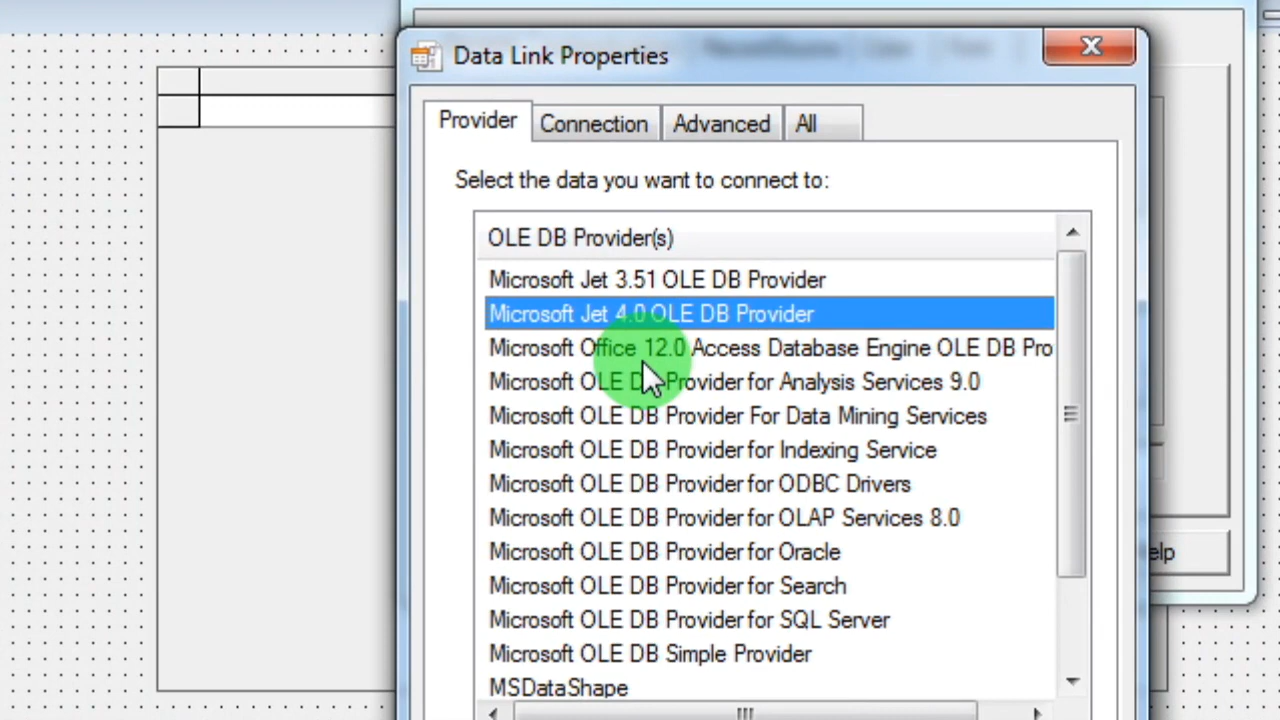 Data Link Properties
Provider
Connection
Advanced
All
Select the data you want to connect to:
OLE DB Provider(s)
Microsoft Jet 3.51 OLE DB Provider
Microsoft Jet 4.0 OLE DB Provider
Microsoft Office 12.0 Access Database Engine OLE DB Pro
Microsoft OLE DB Provider for Analysis Services 9.0
Microsoft OLE DB Provider For Data Mining Services
Microsoft OLE DB Provider for Indexing Service
Microsoft OLE DB Provider for ODBC Drivers
Microsoft OLE DB Provider for OLAP Services 8.0
Microsoft OLE DB Provider for Oracle
Microsoft OLE DB Provider for Search
Microsoft OLE DB Provider for SQL Server
Microsoft OLE DB Simple Provider
MSDataShape
elp